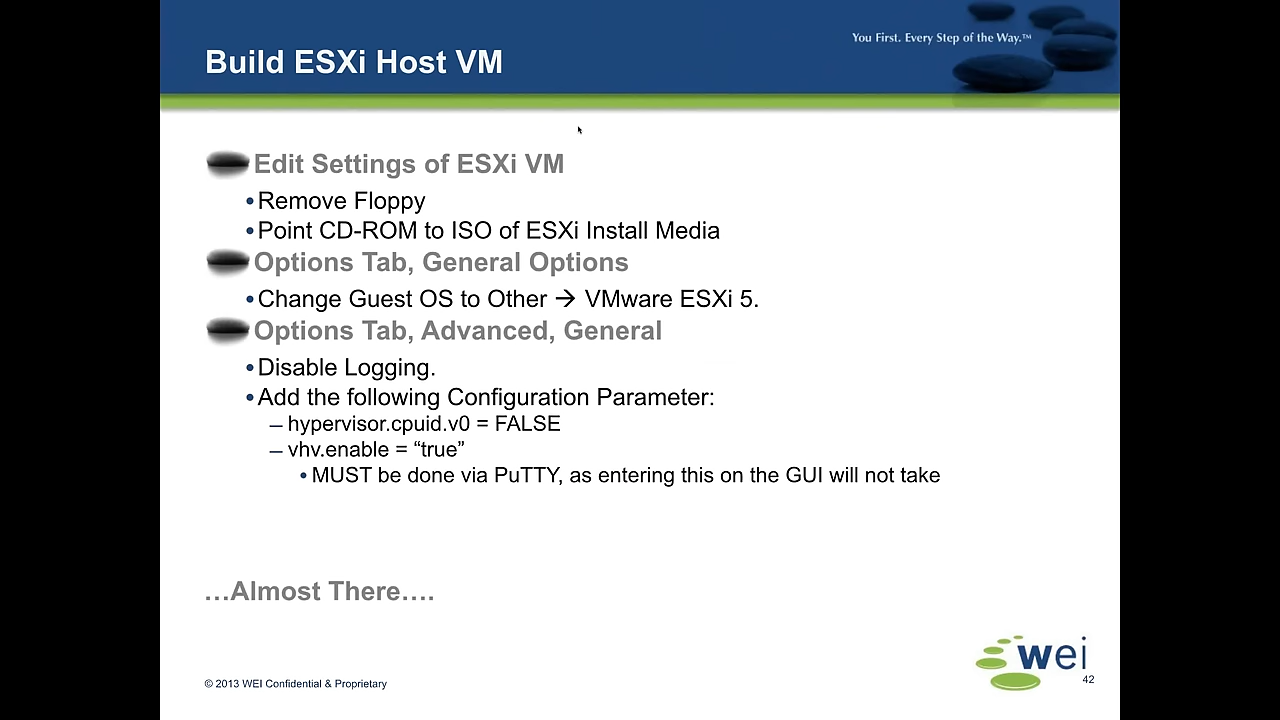 You First. Every Step of the Way.™
Build ESXi Host VM
Edit Settings of ESXi VM
•Remove Floppy
•Point CD-ROM to ISO of ESXi Install Media
Options Tab, General Options
•Change Guest OS to Other → VMware ESXi 5.
Options Tab, Advanced, General
•Disable Logging.
•Add the following Configuration Parameter:
– hypervisor.cpuid.v0 = FALSE
– vhv.enable = “true”
•MUST be done via PuTTY, as entering this on the GUI will not take
…Almost There….
wei
© 2013 WEI Confidential & Proprietary
42